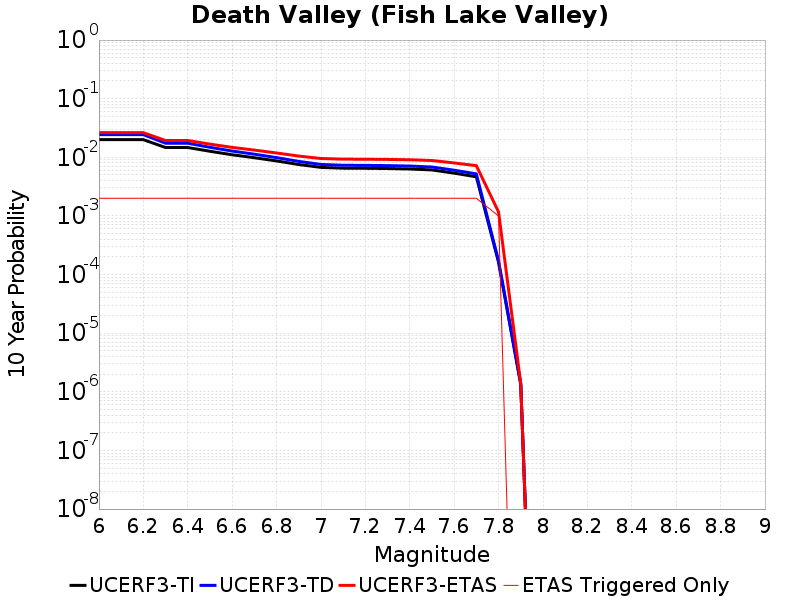 Death Valley (Fish Lake Valley)
10^0
10^-1
10^-2
10^-3
10^-4
10^-5
10^-6
10^-7
10^-8
10 Year Probability
6 6.2 6.4 6.6 6.8 7 7.2 7.4 7.6 7.8 8 8.2 8.4 8.6 8.8 9
Magnitude
UCERF3-TI UCERF3-TD UCERF3-ETAS ETAS Triggered Only